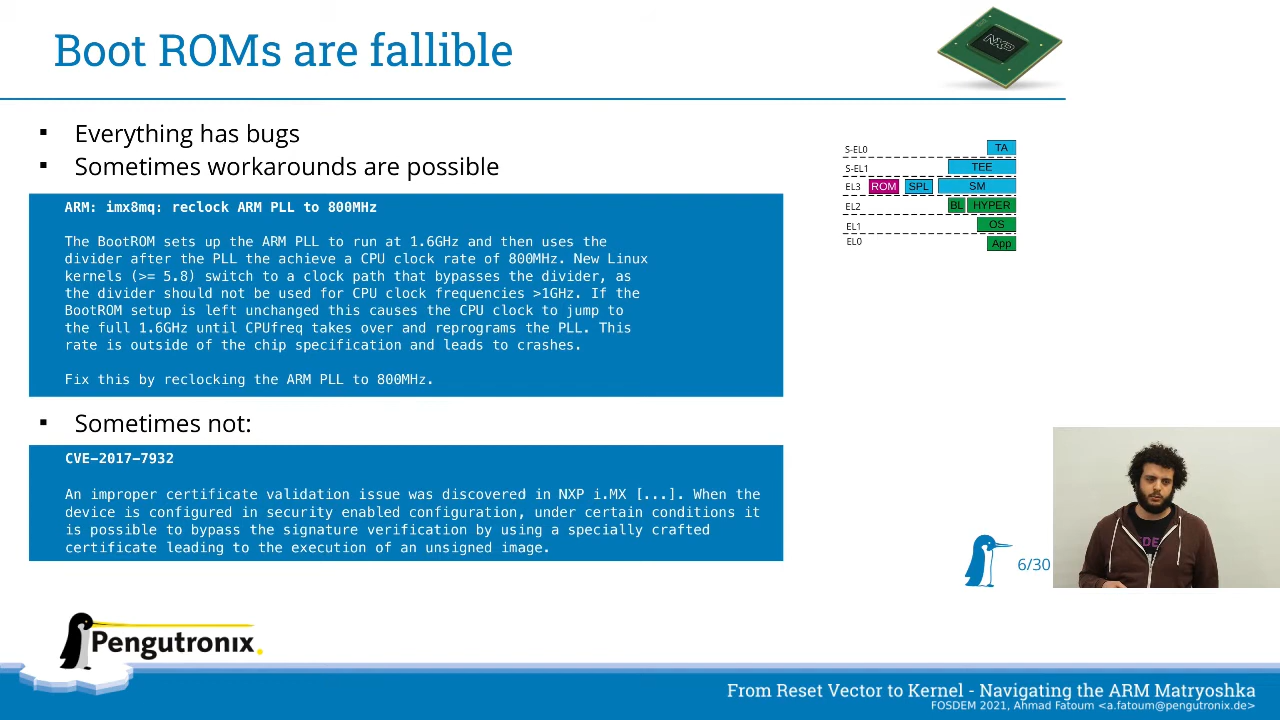 Boot ROMs are fallible
NXP
Everything has bugs
Sometimes workarounds are possible
ARM: imx8mq: reclock ARM PLL to 800MHz
The BootROM sets up the ARM PLL to run at 1.6GHz and then uses the
divider after the PLL the achieve a CPU clock rate of 800MHz. New Linux
kernels (>= 5.8) switch to a clock path that bypasses the divider, as
the divider should not be used for CPU clock frequencies >1GHz. If the
BootROM setup is left unchanged this causes the CPU clock to jump to
the full 1.6GHz until CPUfreq takes over and reprograms the PLL. This
rate is outside of the chip specification and leads to crashes.
Fix this by reclocking the ARM PLL to 800MHz.
Sometimes not:
CVE-2017-7932
An improper certificate validation issue was discovered in NXP i.MX [...]. When the
device is configured in security enabled configuration, under certain conditions it
is possible to bypass the signature verification by using a specially crafted
certificate leading to the execution of an unsigned image.
S-EL0 TA
S-EL1 TEE
EL3 ROM SPL SM
EL2 BL HYPER
EL1 OS
EL0 App
6/30
Pengutronix
From Reset Vector to Kernel - Navigating the ARM Matryoshka
FOSDEM 2021, Ahmad Fatoum <a.fatoum@pengutronix.de>